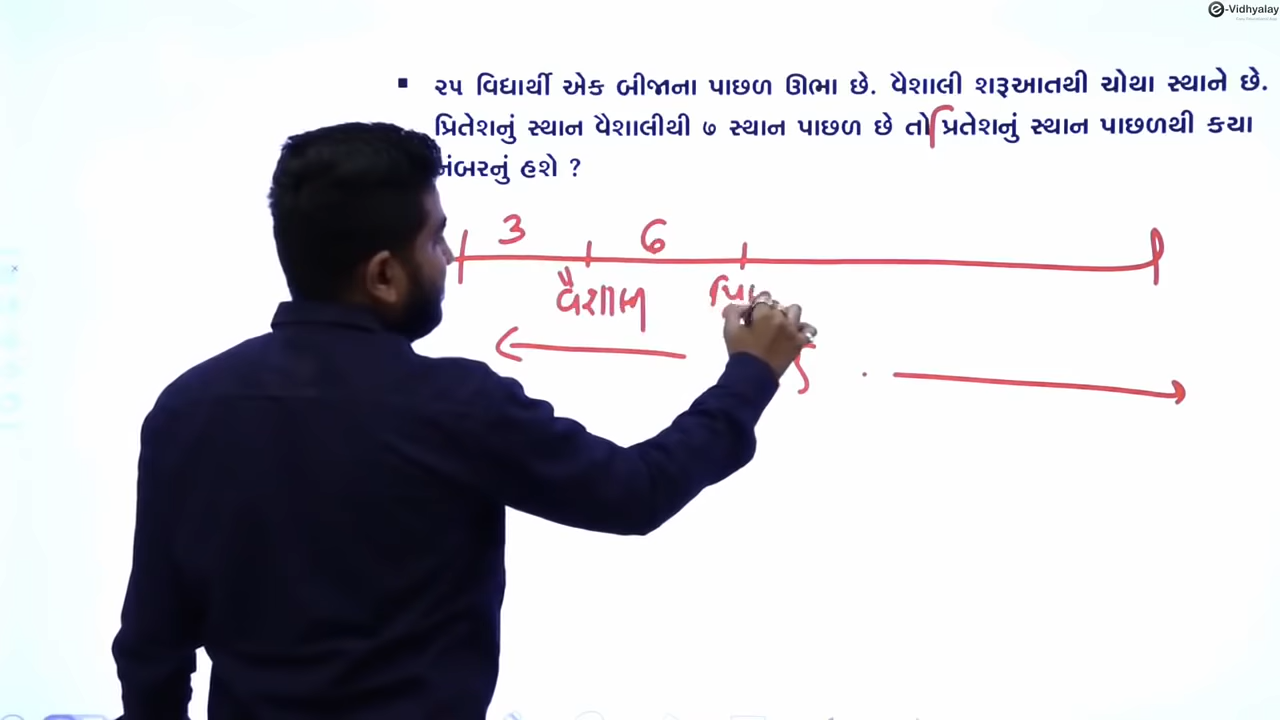 e-Vidhyalay
▪ ૨૫ વિદ્યાર્થી એક બીજાના પાછળ ઊભા છે. વૈશાલી શરૂઆતથી ચોથા સ્થાને છે.
પ્રિતેશનું સ્થાન વૈશાલીથી ૭ સ્થાન પાછળ છે તો પ્રિતેશનું સ્થાન પાછળથી કયા
નંબરનું હશે ?
3 6
વૈશાલી